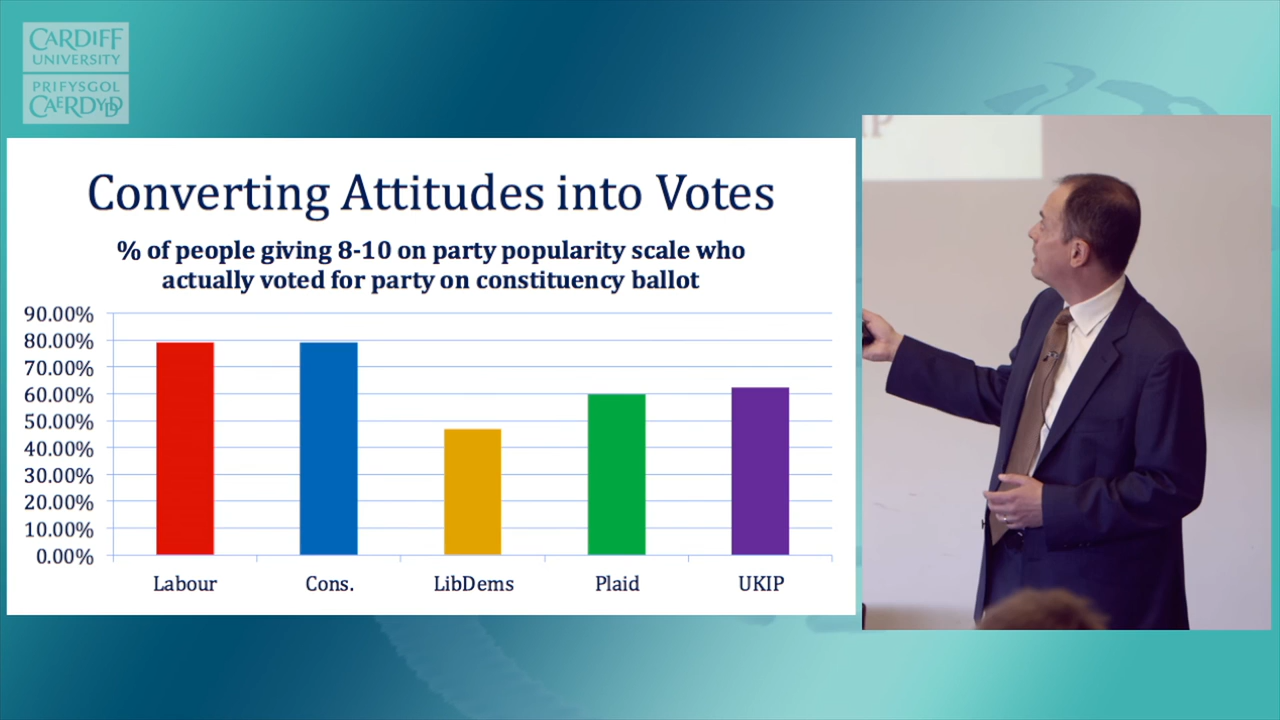 CARDIFF
UNIVERSITY
PRIFYSGOL
CAERDYDD
Converting Attitudes into Votes
% of people giving 8-10 on party popularity scale who
actually voted for party on constituency ballot
90.00%
80.00%
70.00%
60.00%
50.00%
40.00%
30.00%
20.00%
10.00%
0.00%
Labour
Cons.
LibDems
Plaid
UKIP